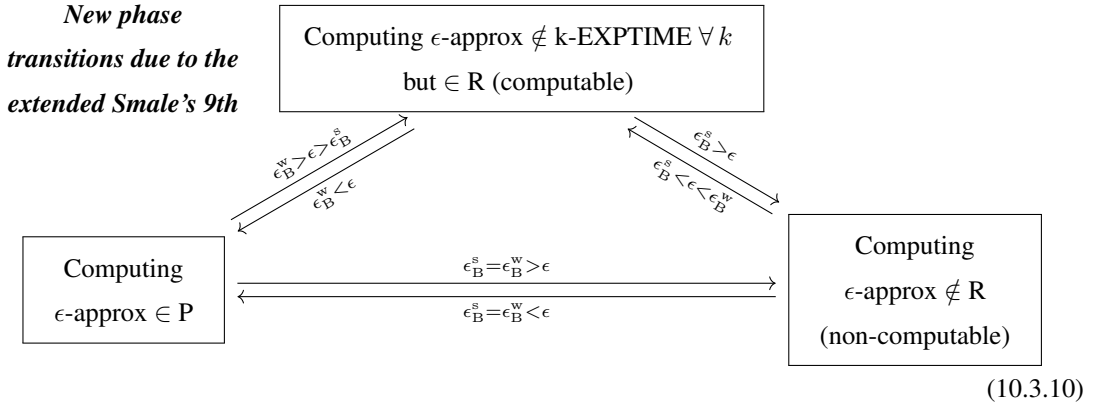 New phase
transitions due to the
extended Smale's 9th
Computing ϵ-approx ∉ k-EXPTIME ∀ k
but ∈ R (computable)
ϵ_B^w > ϵ > ϵ_B^s
ϵ_B^w < ϵ
ϵ_B^s > ϵ
ϵ_B^s < ϵ < ϵ_B^w
Computing
ϵ-approx ∈ P
ϵ_B^s = ϵ_B^w > ϵ
ϵ_B^s = ϵ_B^w < ϵ
Computing
ϵ-approx ∉ R
(non-computable)
(10.3.10)